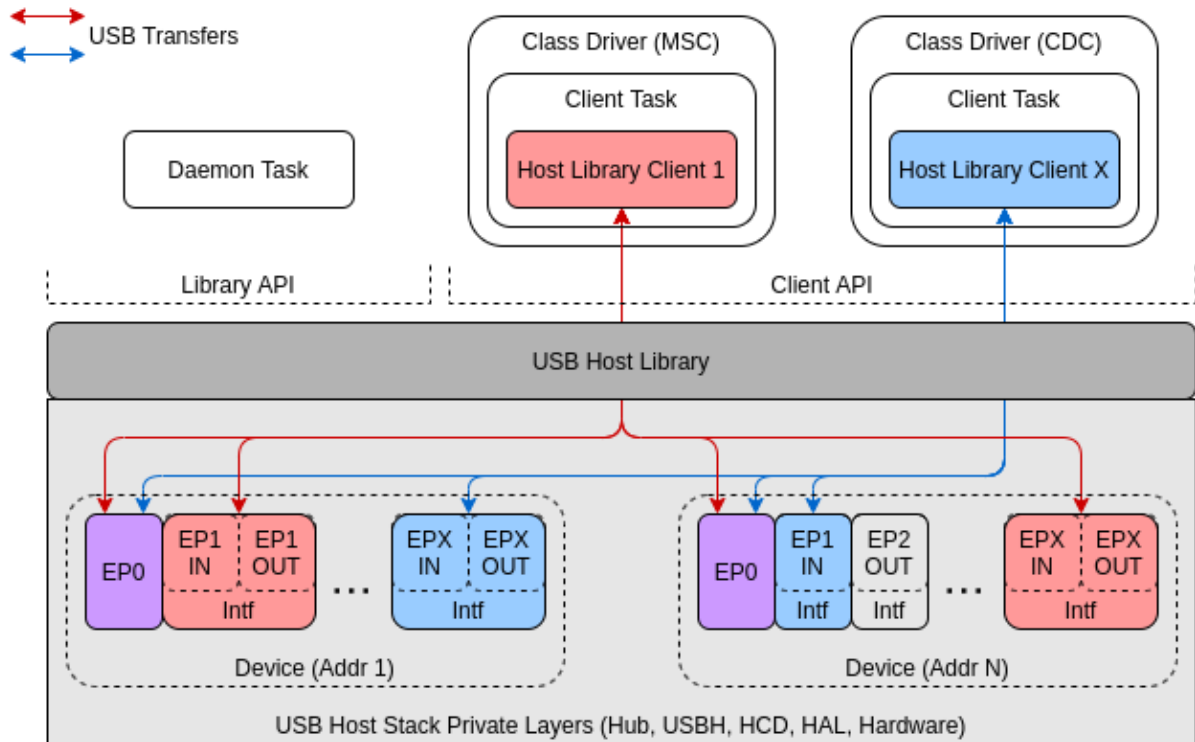 USB Transfers
Class Driver (MSC)
Client Task
Host Library Client 1
Class Driver (CDC)
Client Task
Host Library Client X
Daemon Task
Library API
Client API
USB Host Library
EP0
EP1
IN
EP1
OUT
Intf
...
EPX
IN
EPX
OUT
Intf
Device (Addr 1)
EP0
EP1
IN
Intf
EP2
OUT
Intf
...
EPX
IN
EPX
OUT
Intf
Device (Addr N)
USB Host Stack Private Layers (Hub, USBH, HCD, HAL, Hardware)